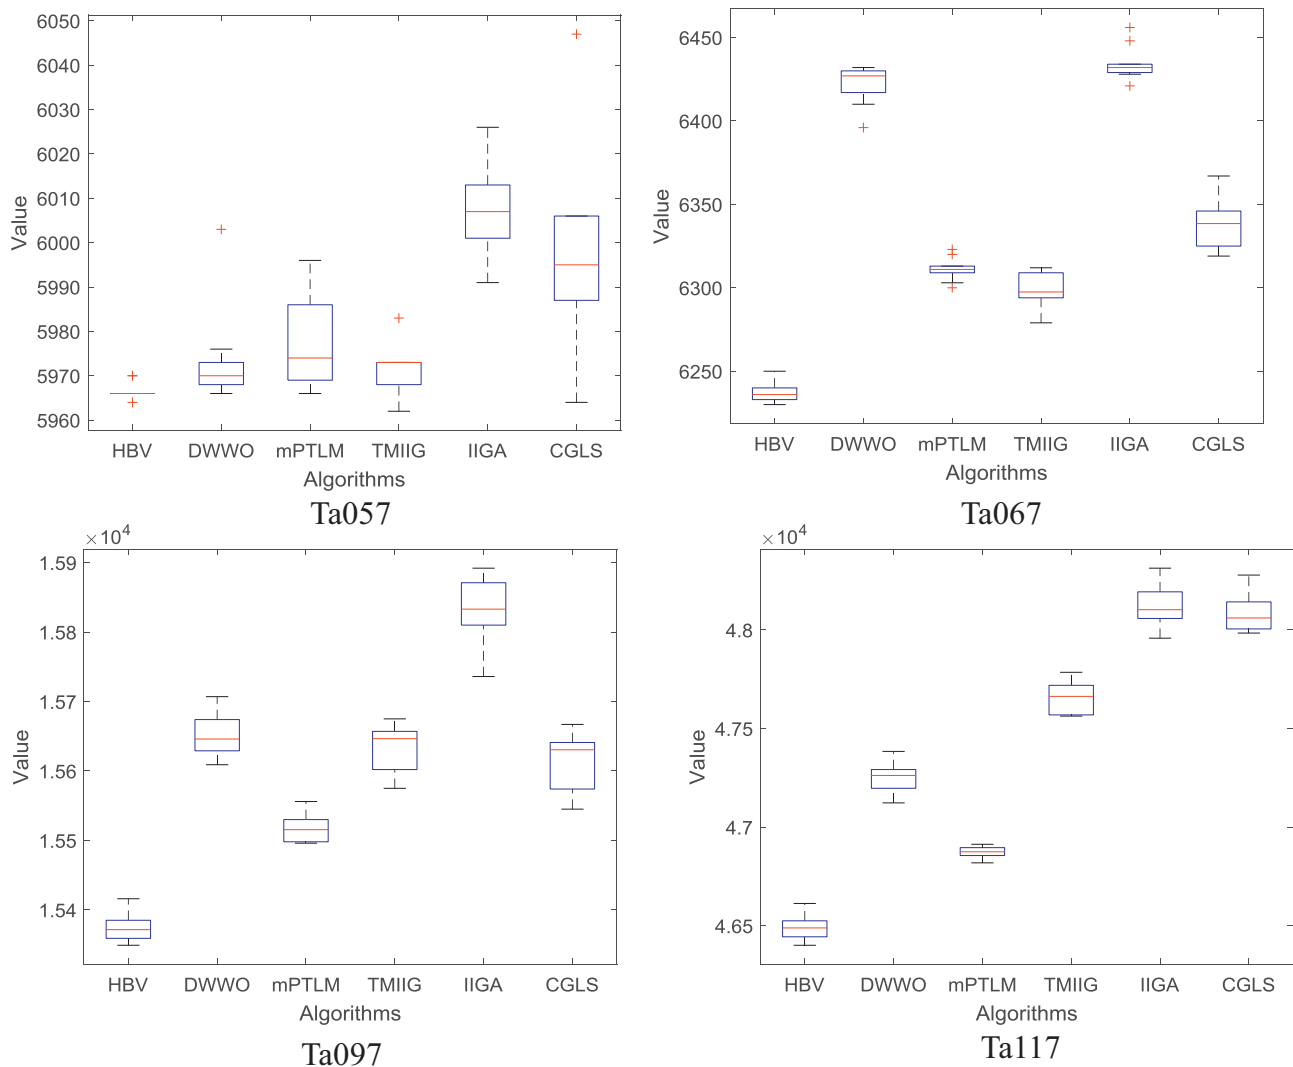 6050
6040
6030
6020
6010
6000
5990
5980
5970
5960
Value
HBV DWWO mPTLM TMIIG IIGA CGLS
Algorithms
Ta057
6450
6400
6350
6300
6250
Value
HBV DWWO mPTLM TMIIG IIGA CGLS
Algorithms
Ta067
×10⁴
1.59
1.58
1.57
1.56
1.55
1.54
Value
HBV DWWO mPTLM TMIIG IIGA CGLS
Algorithms
Ta097
×10⁴
4.8
4.75
4.7
4.65
Value
HBV DWWO mPTLM TMIIG IIGA CGLS
Algorithms
Ta117